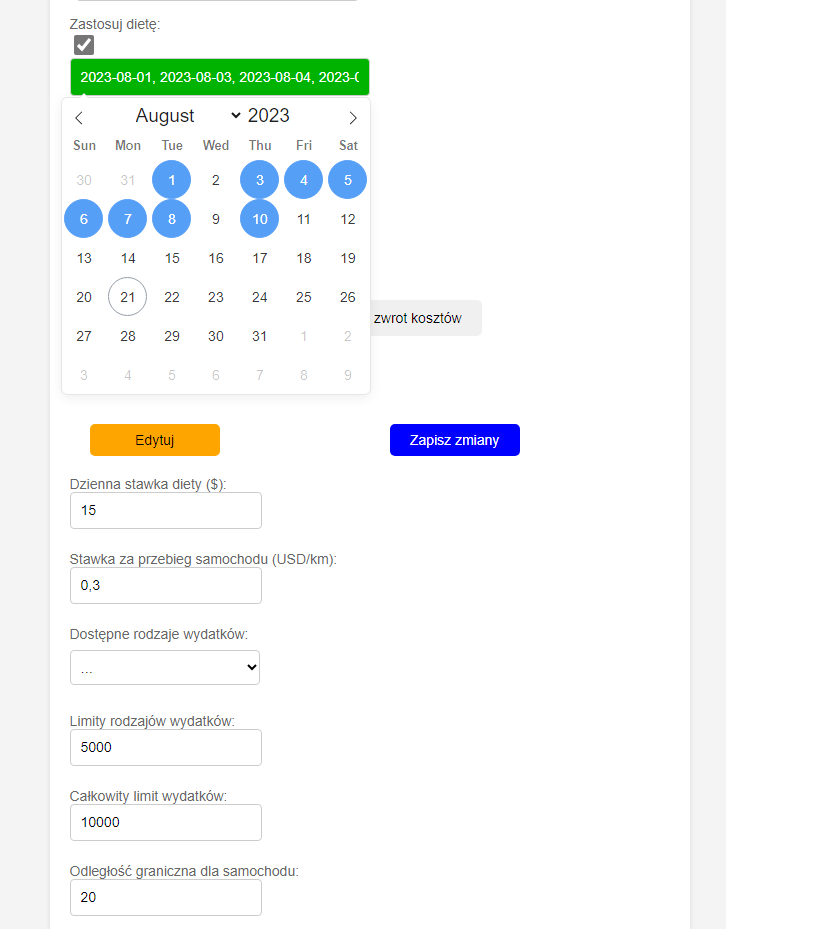 Zastosuj dietę:
2023-08-01, 2023-08-03, 2023-08-04, 2023-0
August 2023
Sun Mon Tue Wed Thu Fri Sat
30 31 1 2 3 4 5
6 7 8 9 10 11 12
13 14 15 16 17 18 19
20 21 22 23 24 25 26
zwrot kosztów
27 28 29 30 31 1 2
3 4 5 6 7 8 9
Edytuj
Zapisz zmiany
Dzienna stawka diety ($):
15
Stawka za przebieg samochodu (USD/km):
0,3
Dostępne rodzaje wydatków:
...
Limity rodzajów wydatków:
5000
Całkowity limit wydatków:
10000
Odległość graniczna dla samochodu:
20